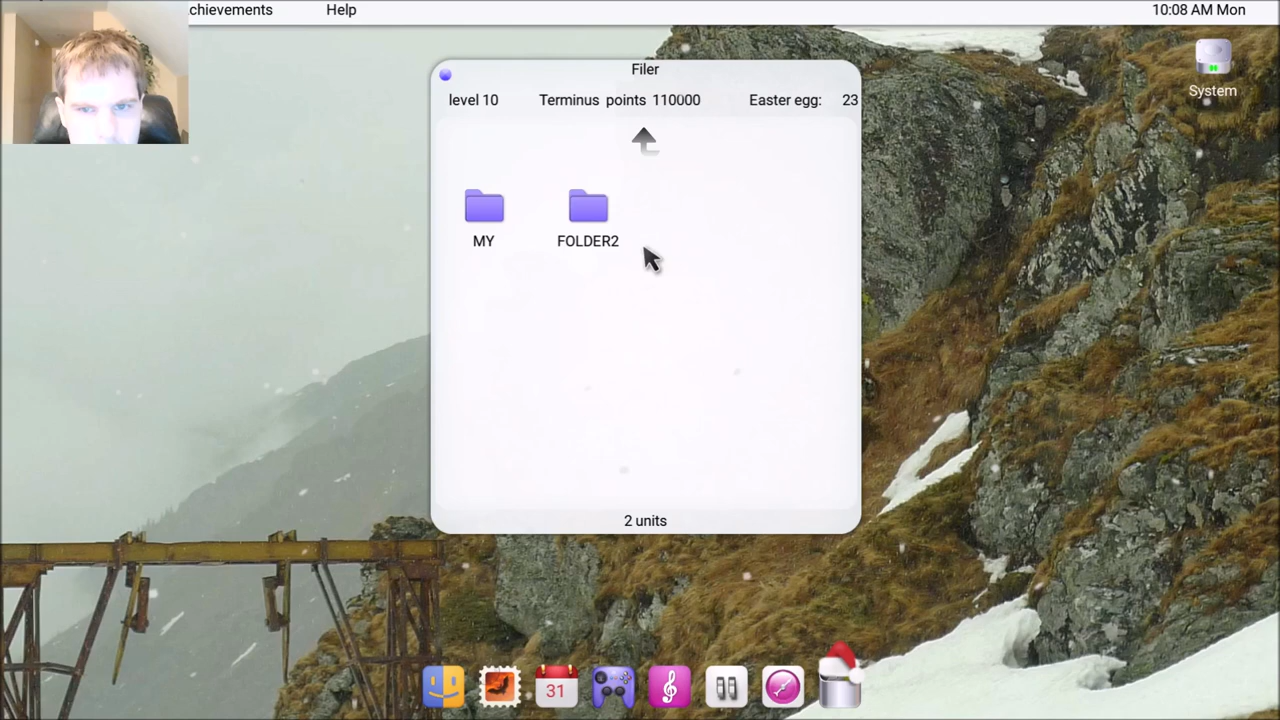 chievements Help 10:08 AM Mon
Filer
System
level 10 Terminus points 110000 Easter egg: 23
MY FOLDER2
2 units
31